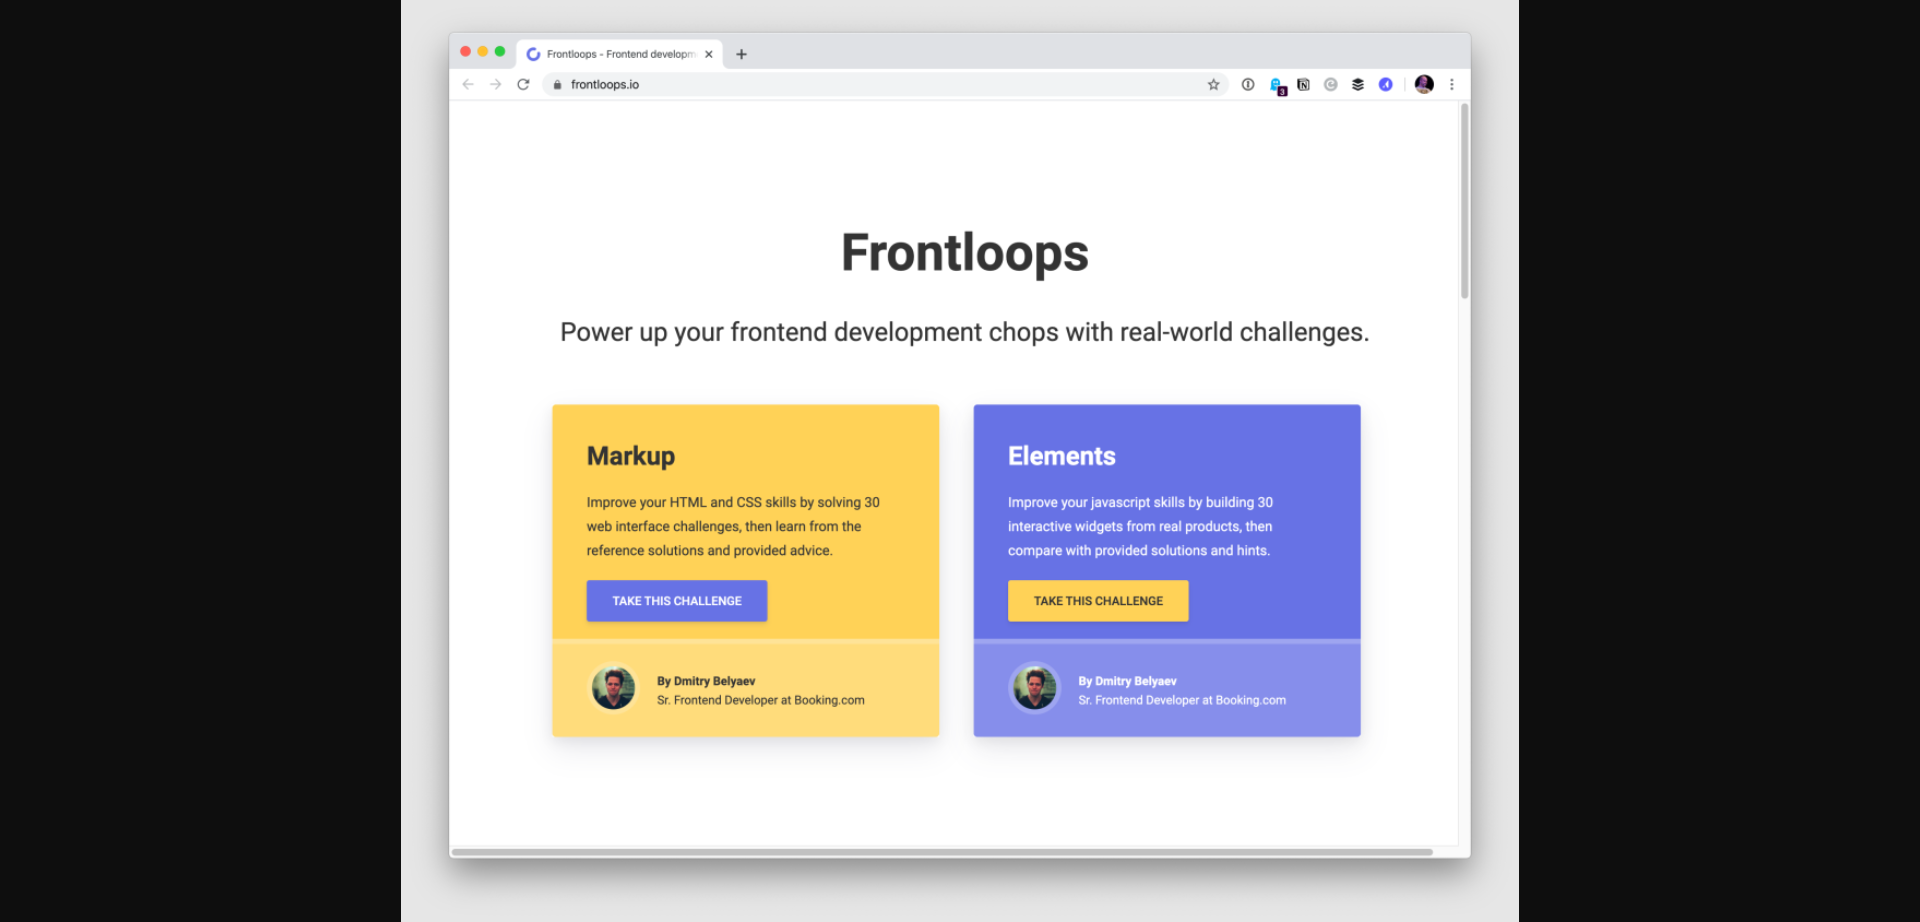 Frontloops - Frontend developm
frontloops.io
3
Frontloops
Power up your frontend development chops with real-world challenges.
Markup
Improve your HTML and CSS skills by solving 30
web interface challenges, then learn from the
reference solutions and provided advice.
TAKE THIS CHALLENGE
By Dmitry Belyaev
Sr. Frontend Developer at Booking.com
Elements
Improve your javascript skills by building 30
interactive widgets from real products, then
compare with provided solutions and hints.
TAKE THIS CHALLENGE
By Dmitry Belyaev
Sr. Frontend Developer at Booking.com